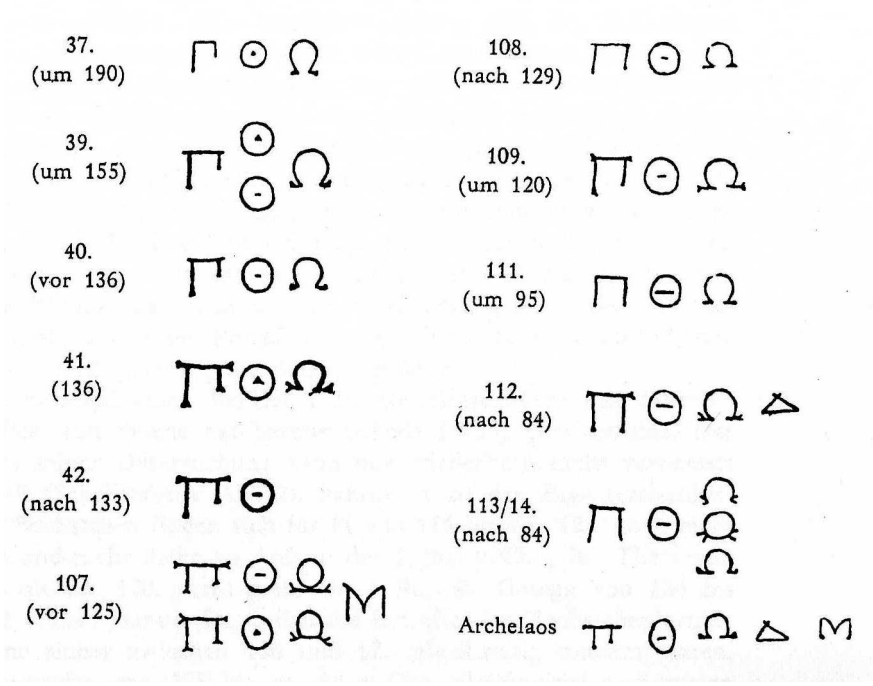 37.
(um 190)
Π Θ Ω
39.
(um 155)
Π Θ Θ Ω
40.
(vor 136)
Π Θ Ω
41.
(136)
Π Θ Ω
42.
(nach 133)
Π Θ
107.
(vor 125)
Π Θ Ω
Π Θ Ω Μ
108.
(nach 129)
Π Θ Ω
109.
(um 120)
Π Θ Ω
111.
(um 95)
Π Θ Ω
112.
(nach 84)
Π Θ Ω Δ
113/14.
(nach 84)
Π Θ Ω Ω Ω
Archelaos Π Θ Ω Δ Μ